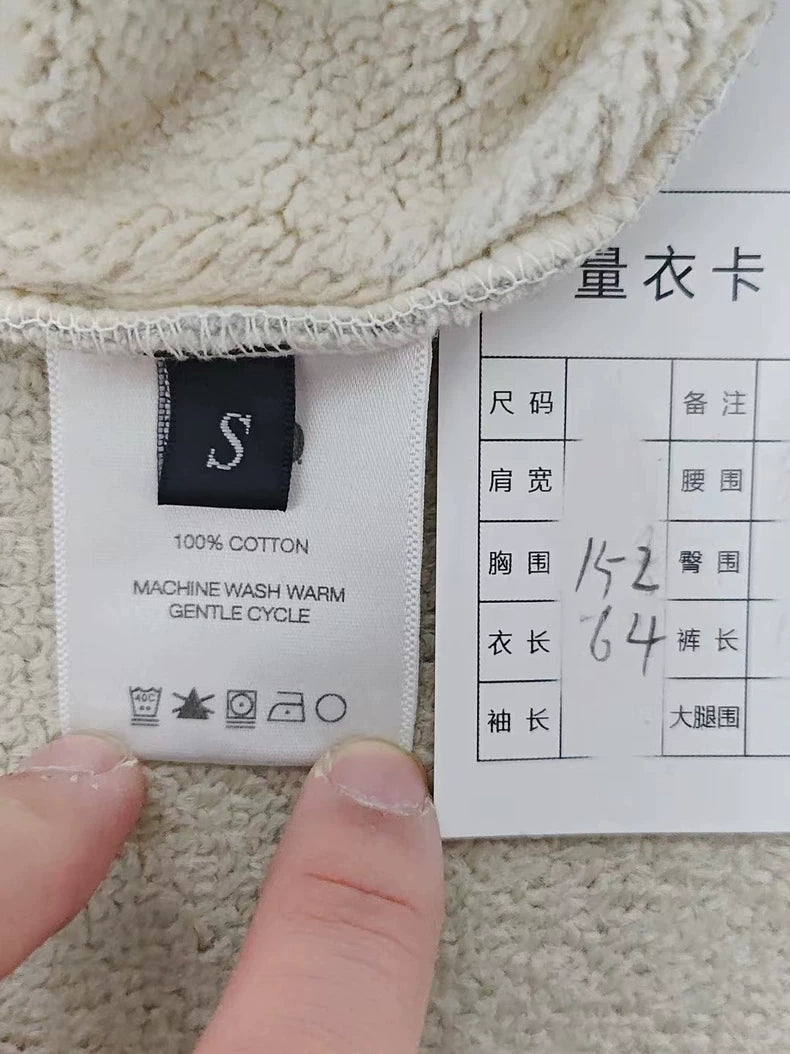 S
100% COTTON
MACHINE WASH WARM
GENTLE CYCLE
40C
量衣卡
尺码 备注
肩宽 腰围
胸围 152 臀围
衣长 64 裤长
袖长 大腿围